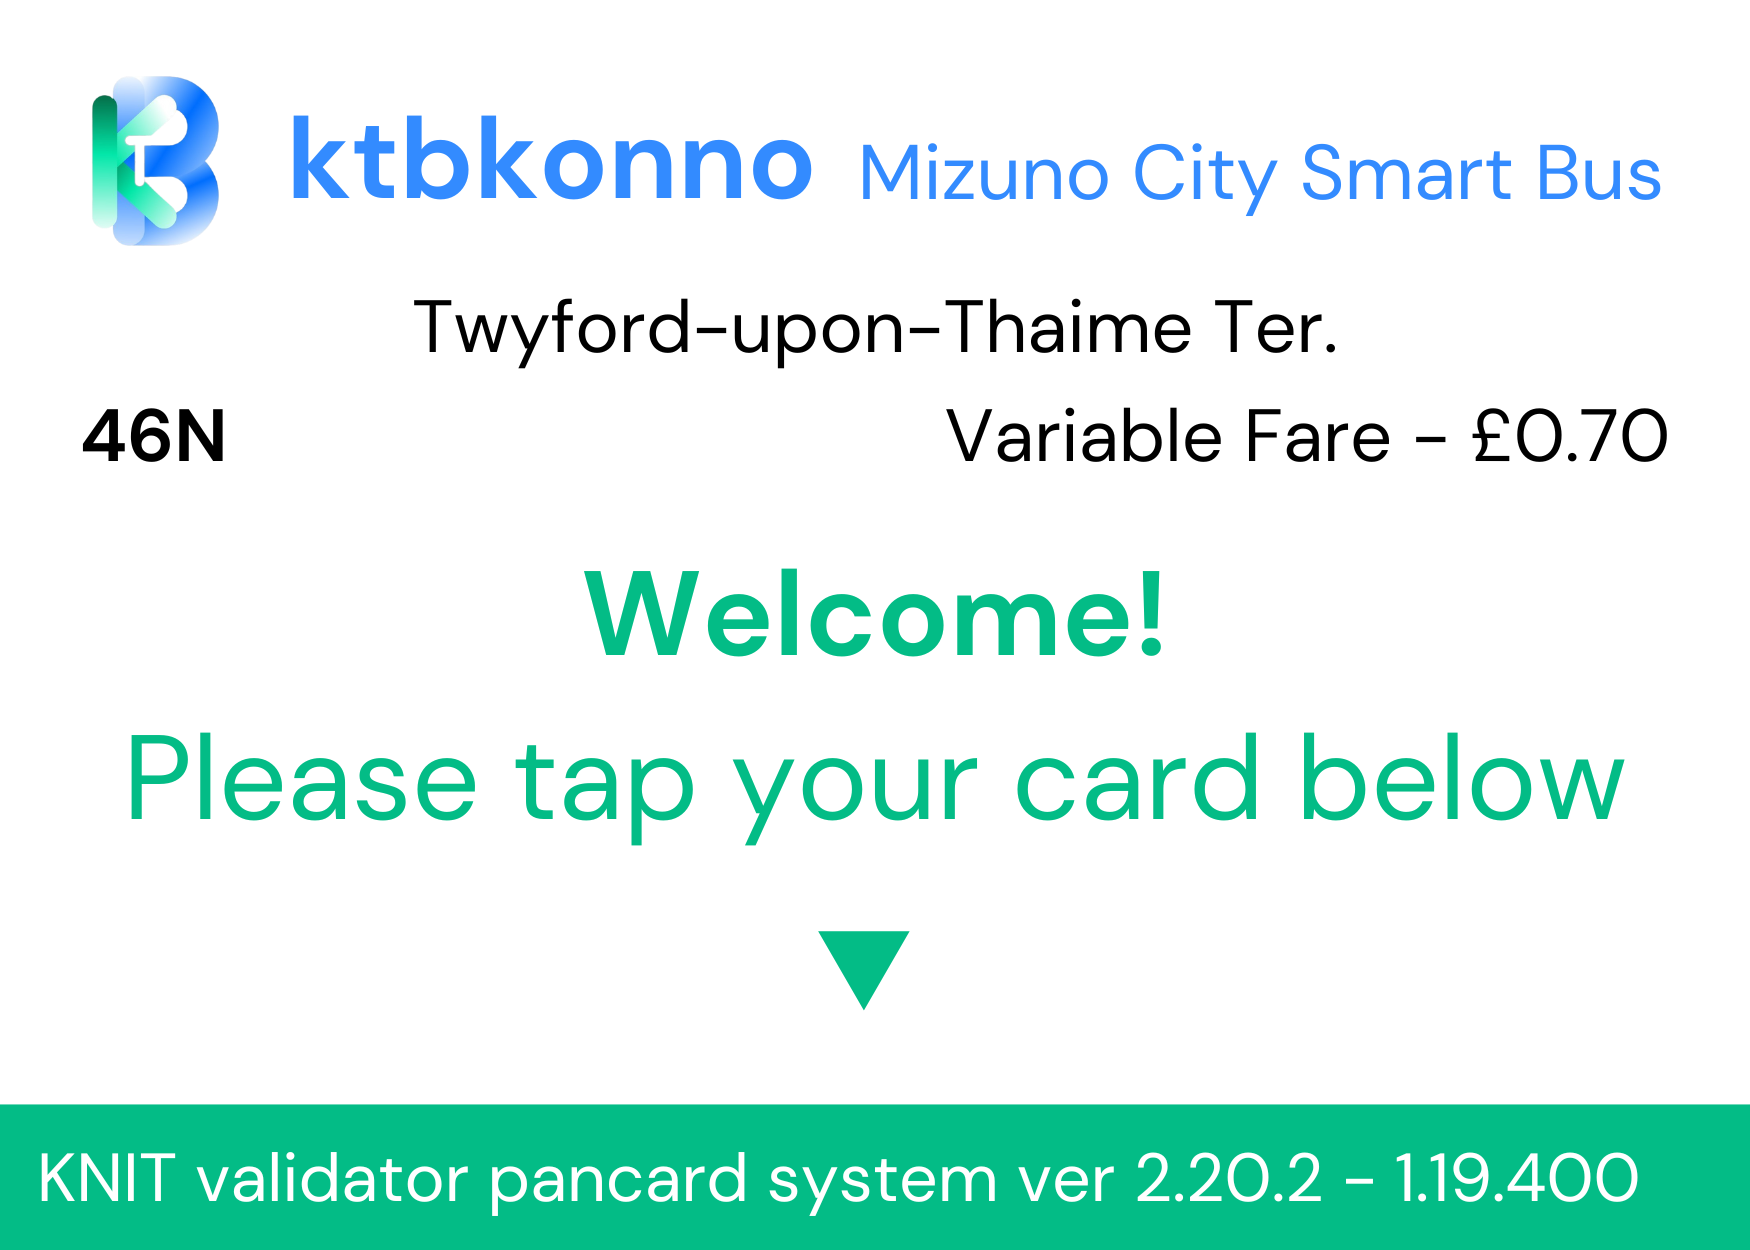 ktbkonno Mizuno City Smart Bus
Twyford-upon-Thaime Ter.
46N Variable Fare - £0.70
Welcome!
Please tap your card below
KNIT validator pancard system ver 2.20.2 - 1.19.400